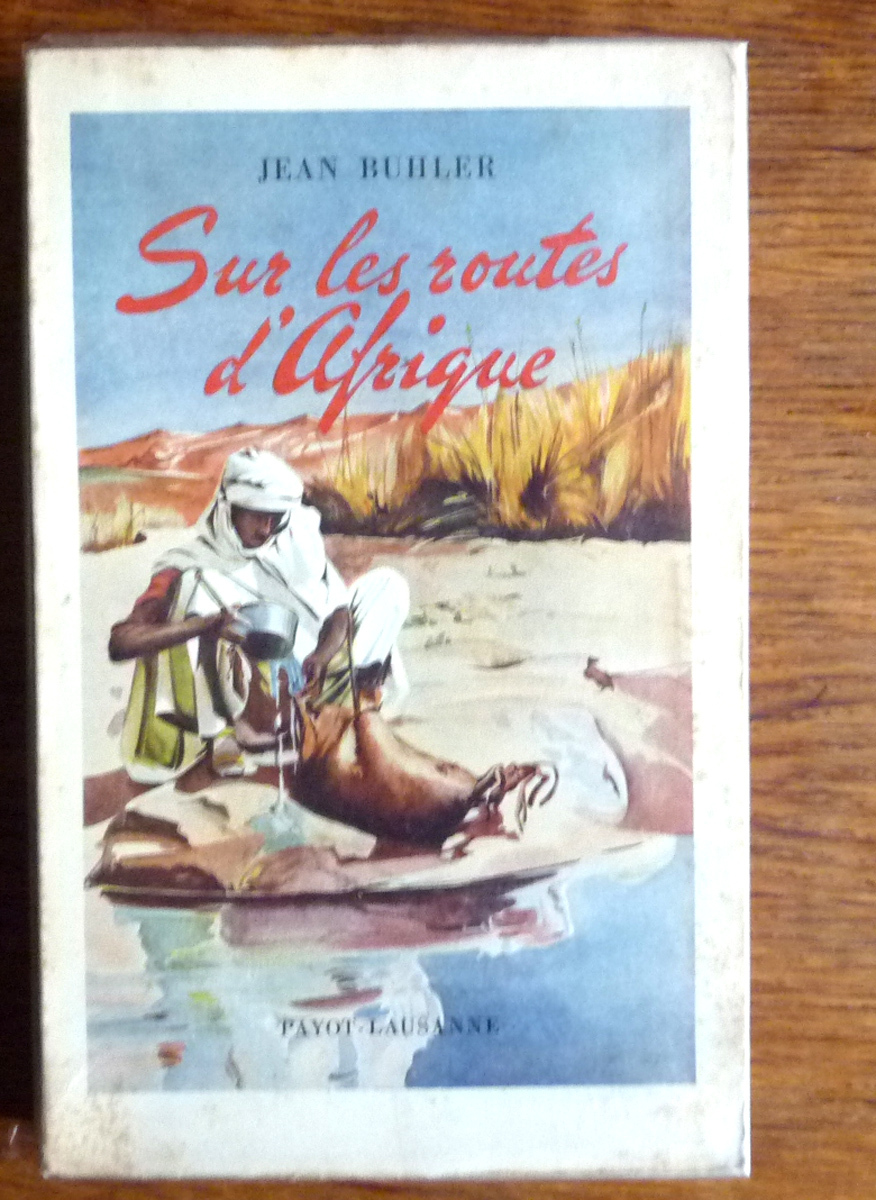 JEAN BUHLER
Sur les routes
d'Afrique
PAYOT-LAUSANNE